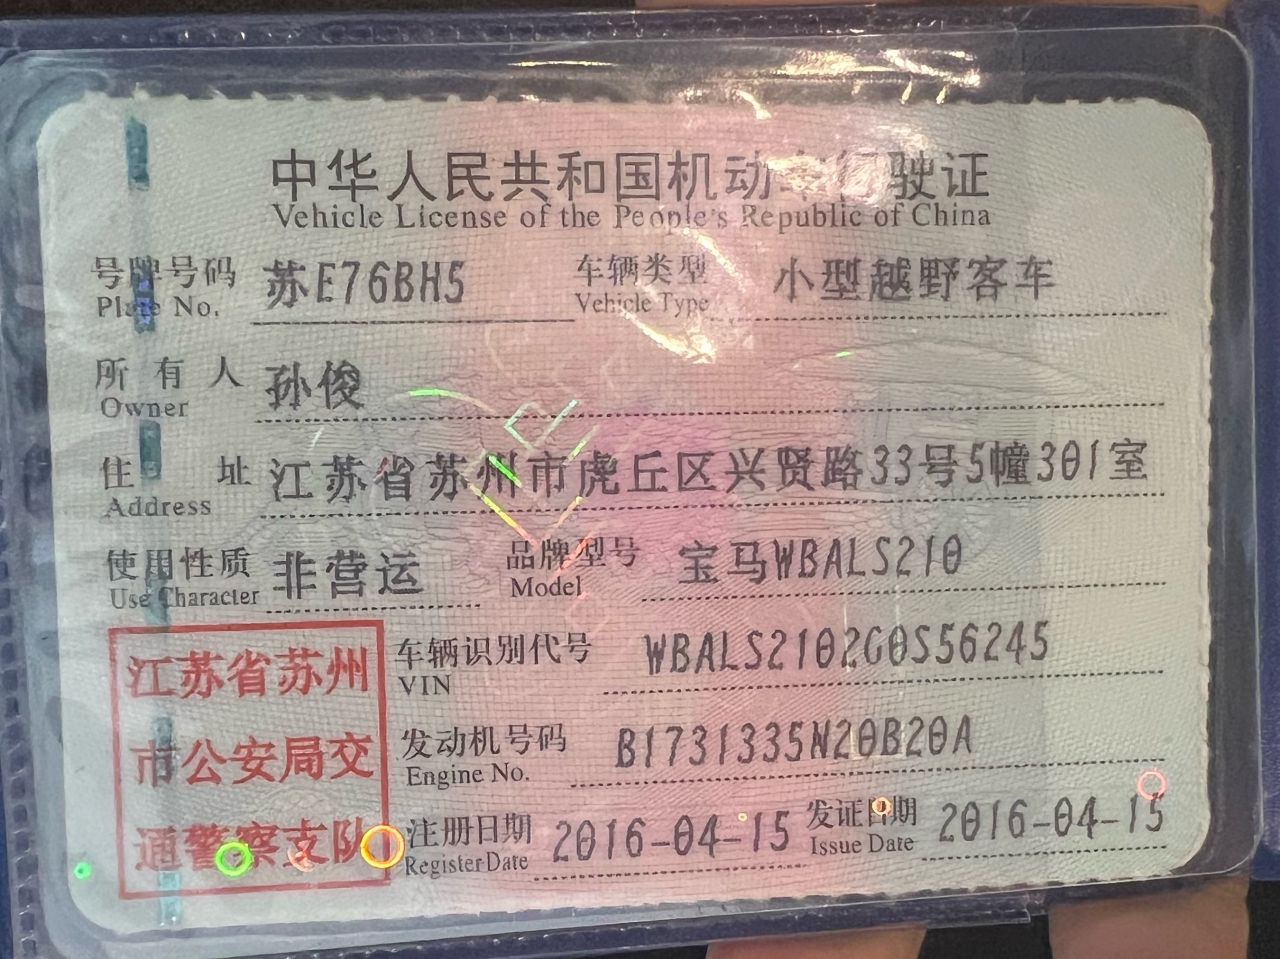 中华人民共和国机动车行驶证
Vehicle License of the People's Republic of China
号牌号码 苏E76BH5 车辆类型 小型越野客车
Plate No. Vehicle Type
所有人 孙俊
Owner
住址 江苏省苏州市虎丘区兴贤路33号5幢301室
Address
使用性质 非营运 品牌型号 宝马WBALS210
Use Character Model
江苏省苏州
市公安局交
通警察支队
车辆识别代号 WBALS2102G0S56245
VIN
发动机号码 B1731335N20B20A
Engine No.
注册日期 2016-04-15 发证日期 2016-04-15
Register Date Issue Date